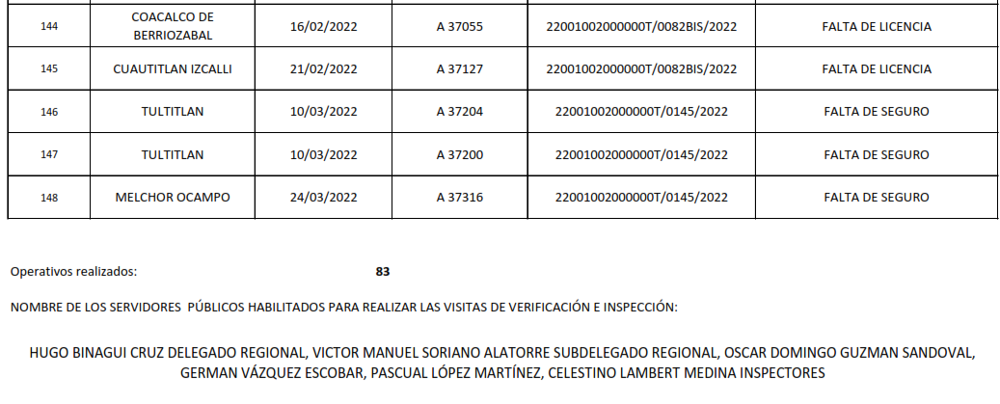 144 COACALCO DE BERRIOZABAL 16/02/2022 A 37055 22001002000000T/0082BIS/2022 FALTA DE LICENCIA
145 CUAUTITLAN IZCALLI 21/02/2022 A 37127 22001002000000T/0082BIS/2022 FALTA DE LICENCIA
146 TULTITLAN 10/03/2022 A 37204 22001002000000T/0145/2022 FALTA DE SEGURO
147 TULTITLAN 10/03/2022 A 37200 22001002000000T/0145/2022 FALTA DE SEGURO
148 MELCHOR OCAMPO 24/03/2022 A 37316 22001002000000T/0145/2022 FALTA DE SEGURO
Operativos realizados: 83
NOMBRE DE LOS SERVIDORES PÚBLICOS HABILITADOS PARA REALIZAR LAS VISITAS DE VERIFICACIÓN E INSPECCIÓN:
HUGO BINAGUI CRUZ DELEGADO REGIONAL, VICTOR MANUEL SORIANO ALATORRE SUBDELEGADO REGIONAL, OSCAR DOMINGO GUZMAN SANDOVAL,
GERMAN VÁZQUEZ ESCOBAR, PASCUAL LÓPEZ MARTÍNEZ, CELESTINO LAMBERT MEDINA INSPECTORES